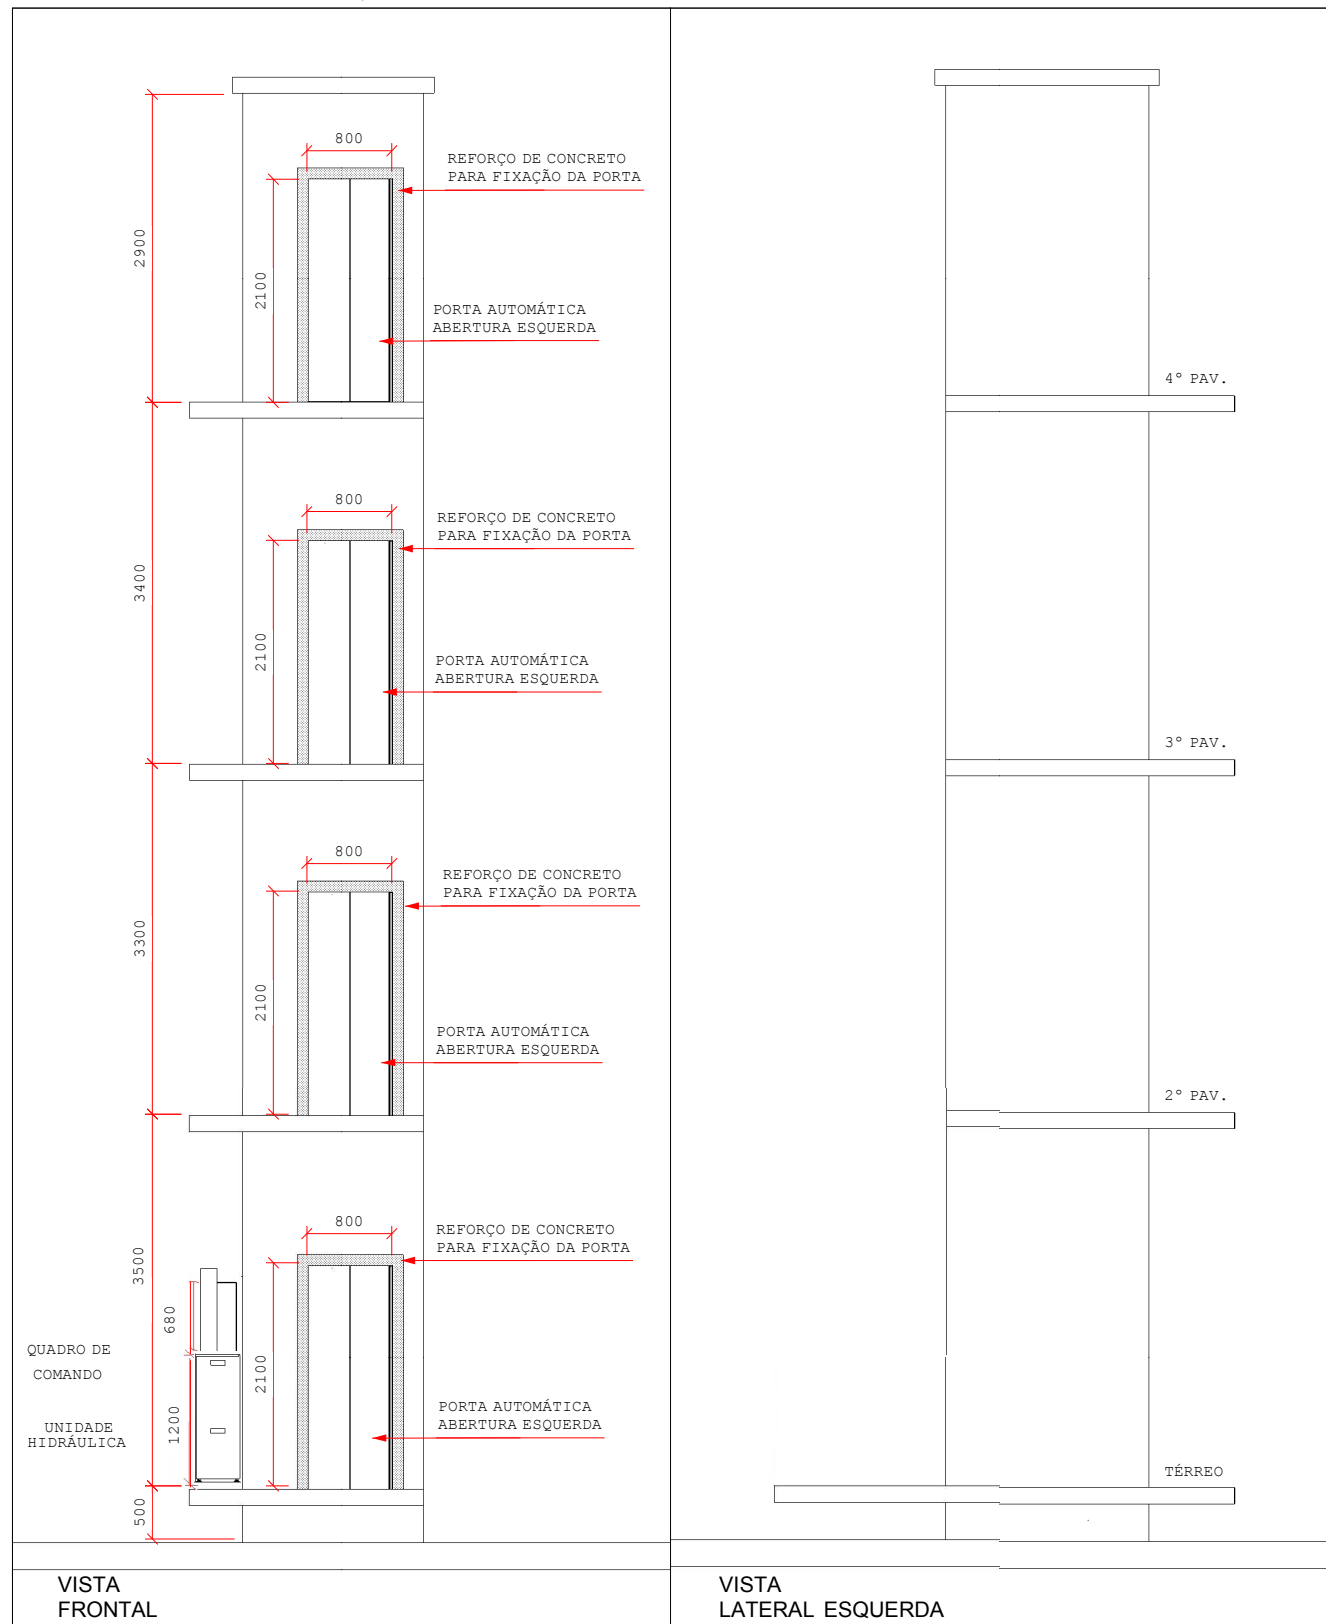 800
REFORÇO DE CONCRETO
PARA FIXAÇÃO DA PORTA
2900
2100
PORTA AUTOMÁTICA
ABERTURA ESQUERDA
4° PAV.
800
REFORÇO DE CONCRETO
PARA FIXAÇÃO DA PORTA
3400
2100
PORTA AUTOMÁTICA
ABERTURA ESQUERDA
3° PAV.
800
REFORÇO DE CONCRETO
PARA FIXAÇÃO DA PORTA
3300
2100
PORTA AUTOMÁTICA
ABERTURA ESQUERDA
2° PAV.
800
REFORÇO DE CONCRETO
PARA FIXAÇÃO DA PORTA
3500
680
QUADRO DE
COMANDO
2100
1200
UNIDADE
HIDRÁULICA
PORTA AUTOMÁTICA
ABERTURA ESQUERDA
TÉRREO
500
VISTA
FRONTAL
VISTA
LATERAL ESQUERDA